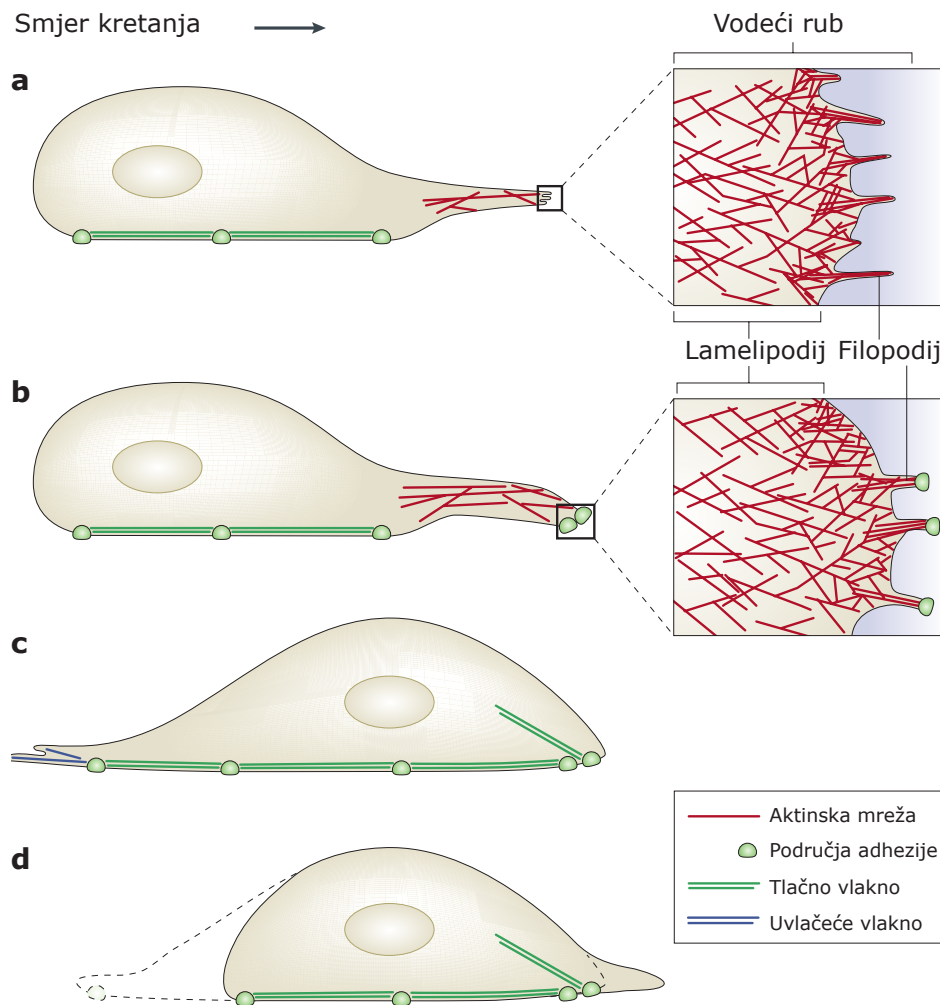 Smjer kretanja
Vodeći rub
a
Lamelipodij
Filopodij
b
c
Aktinska mreža
Područja adhezije
Tlačno vlakno
Uvlačeće vlakno
d